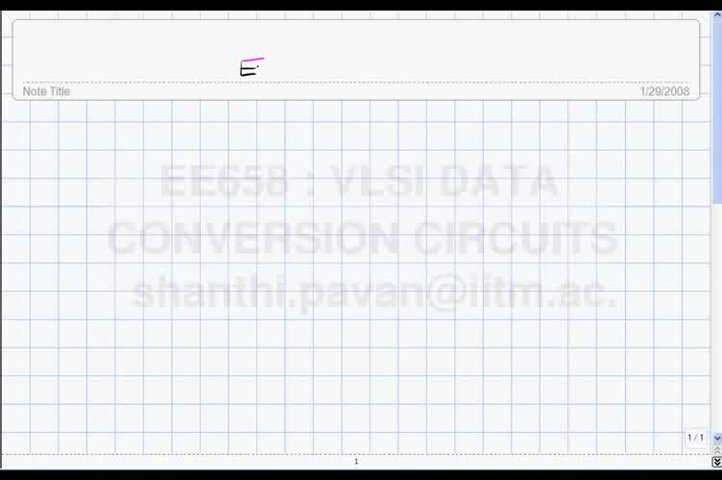 E
Note Title
1/29/2008
EE658 : VLSI DATA
CONVERSION CIRCUITS
shanthi.pavan@iitm.ac.
1 / 1
1